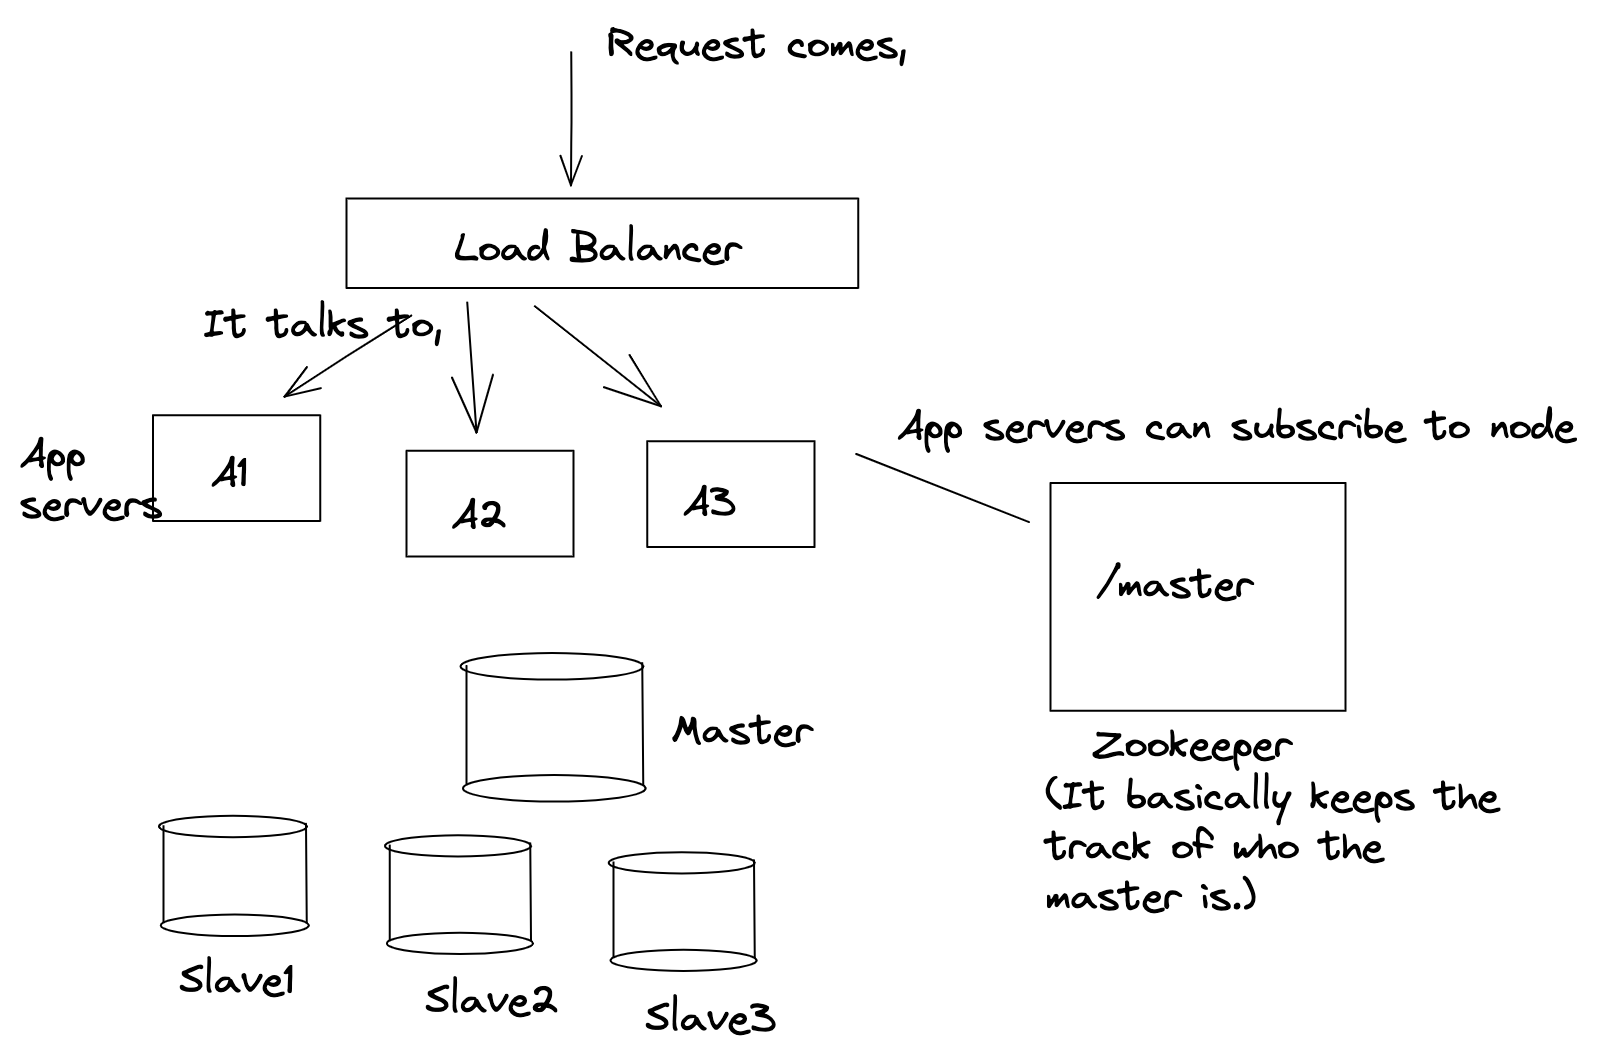 Request comes,
Load Balancer
It talks to,
App servers can subscribe to node
App
servers
A1
A2
A3
/master
Master
Zookeeper
(It basically keeps the
track of who the
master is.)
Slave1
Slave2
Slave3